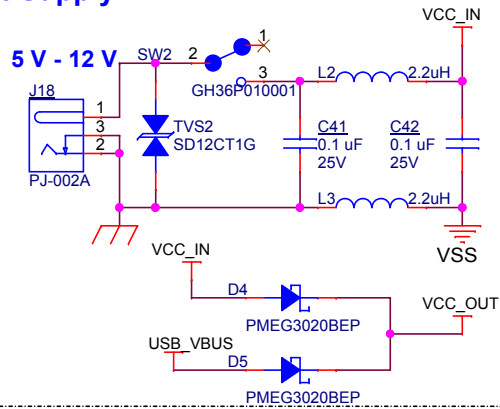 Supply
VCC_IN
5 V - 12 V
SW2
2
1
3
GH36P010001
L2
2.2uH
J18
1
3
2
PJ-002A
TVS2
SD12CT1G
C41
0.1 uF
25V
C42
0.1 uF
25V
L3
2.2uH
VSS
VCC_IN
D4
PMEG3020BEP
VCC_OUT
USB_VBUS
D5
PMEG3020BEP